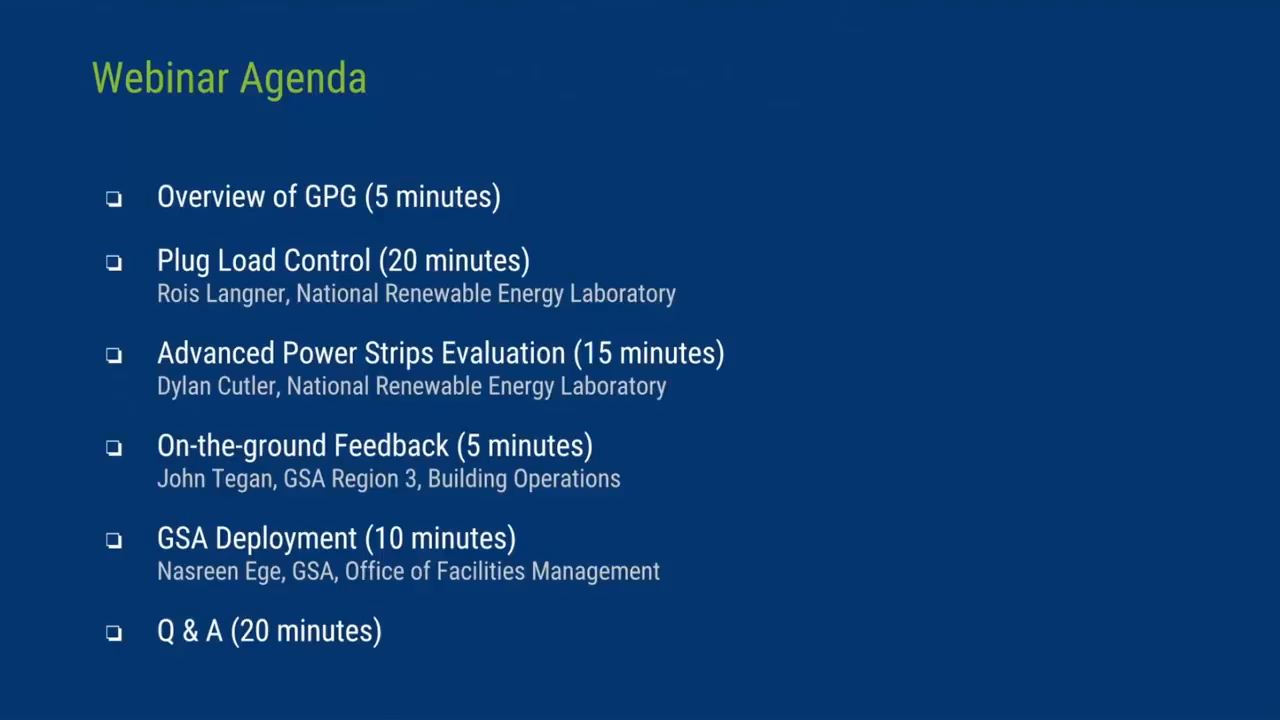 Webinar Agenda
❏ Overview of GPG (5 minutes)
❏ Plug Load Control (20 minutes)
Rois Langner, National Renewable Energy Laboratory
❏ Advanced Power Strips Evaluation (15 minutes)
Dylan Cutler, National Renewable Energy Laboratory
❏ On-the-ground Feedback (5 minutes)
John Tegan, GSA Region 3, Building Operations
❏ GSA Deployment (10 minutes)
Nasreen Ege, GSA, Office of Facilities Management
❏ Q & A (20 minutes)